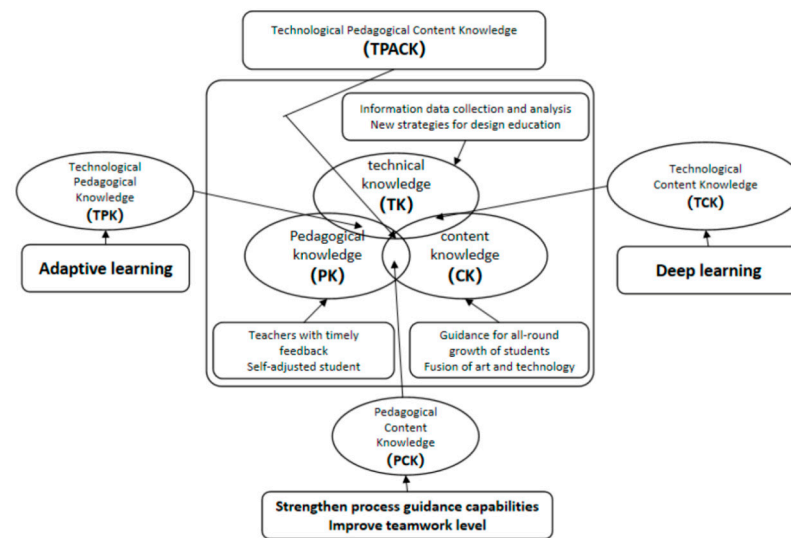 Technological Pedagogical Content Knowledge
(TPACK)
Information data collection and analysis
New strategies for design education
technical
knowledge
(TK)
Technological
Pedagogical
Knowledge
(TPK)
Technological
Content Knowledge
(TCK)
Pedagogical
knowledge
(PK)
content
knowledge
(CK)
Adaptive learning
Deep learning
Teachers with timely
feedback
Self-adjusted student
Guidance for all-round
growth of students
Fusion of art and technology
Pedagogical
Content
Knowledge
(PCK)
Strengthen process guidance capabilities
Improve teamwork level